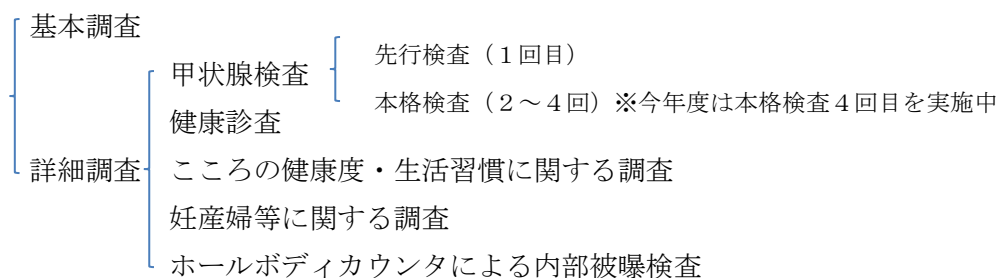 基本調査
先行検査（１回目）
甲状腺検査
本格検査（２～４回）※今年度は本格検査４回目を実施中
健康診査
詳細調査 こころの健康度・生活習慣に関する調査
妊産婦等に関する調査
ホールボディカウンタによる内部被曝検査